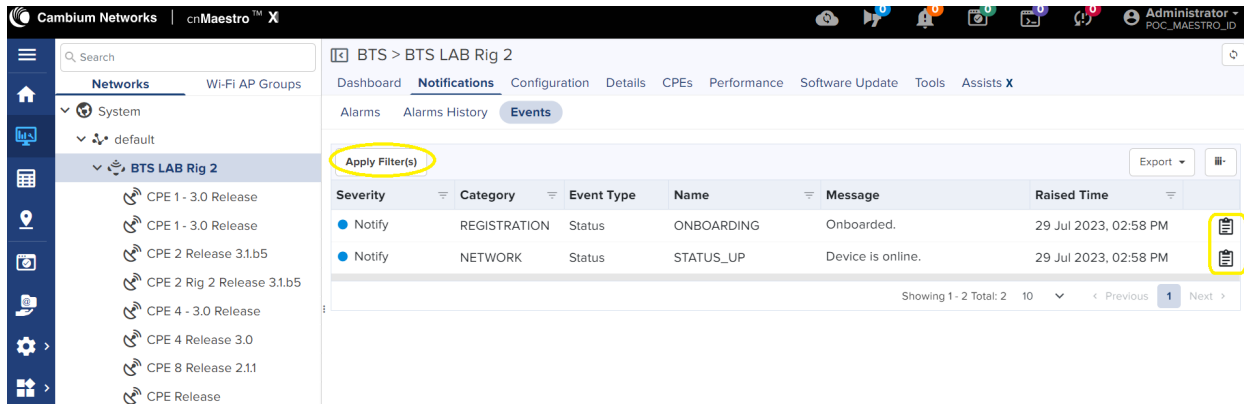 Cambium Networks | cnMaestro™ X
0 0 0 0 0
Administrator
POC_MAESTRO_ID
Search
Networks Wi-Fi AP Groups
System
default
BTS LAB Rig 2
CPE 1 - 3.0 Release
CPE 1 - 3.0 Release
CPE 2 Release 3.1.b5
CPE 2 Rig 2 Release 3.1.b5
CPE 4 - 3.0 Release
CPE 4 Release 3.0
CPE 8 Release 2.1.1
CPE Release
BTS > BTS LAB Rig 2
Dashboard Notifications Configuration Details CPEs Performance Software Update Tools Assists X
Alarms Alarms History Events
Apply Filter(s) Export
Severity Category Event Type Name Message Raised Time
Notify REGISTRATION Status ONBOARDING Onboarded. 29 Jul 2023, 02:58 PM
Notify NETWORK Status STATUS_UP Device is online. 29 Jul 2023, 02:58 PM
Showing 1 - 2 Total: 2 10 < Previous 1 Next >